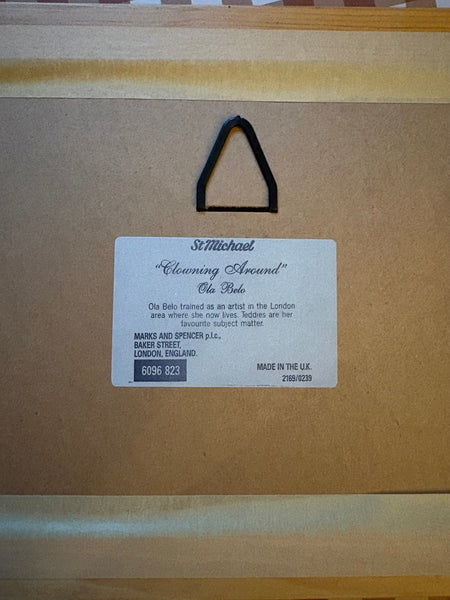 St Michael
"Clowning Around"
Ola Belo
Ola Belo trained as an artist in the London
area where she now lives. Teddies are her
favourite subject matter.
MARKS AND SPENCER p.l.c.,
BAKER STREET,
LONDON, ENGLAND.
6096 823
MADE IN THE U.K.
2169/0239